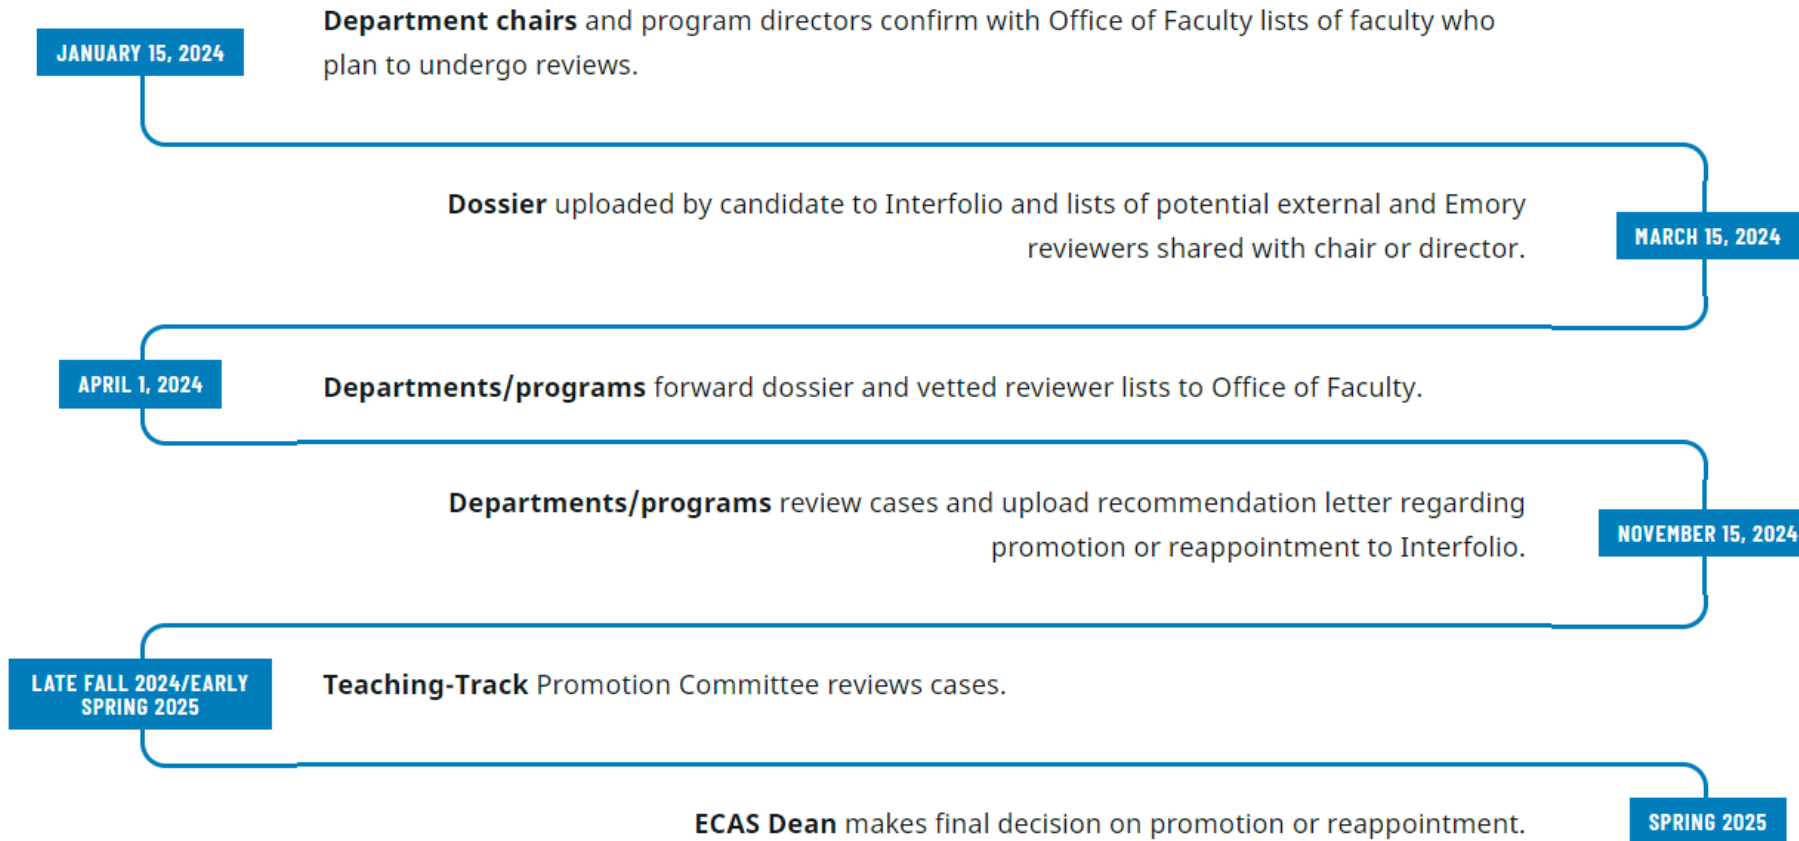 Department chairs and program directors confirm with Office of Faculty lists of faculty who
JANUARY 15, 2024
plan to undergo reviews.
Dossier uploaded by candidate to Interfolio and lists of potential external and Emory
MARCH 15, 2024
reviewers shared with chair or director.
APRIL 1, 2024
Departments/programs forward dossier and vetted reviewer lists to Office of Faculty.
Departments/programs review cases and upload recommendation letter regarding
NOVEMBER 15, 2024
promotion or reappointment to Interfolio.
LATE FALL 2024/EARLY
SPRING 2025
Teaching-Track Promotion Committee reviews cases.
ECAS Dean makes final decision on promotion or reappointment.
SPRING 2025